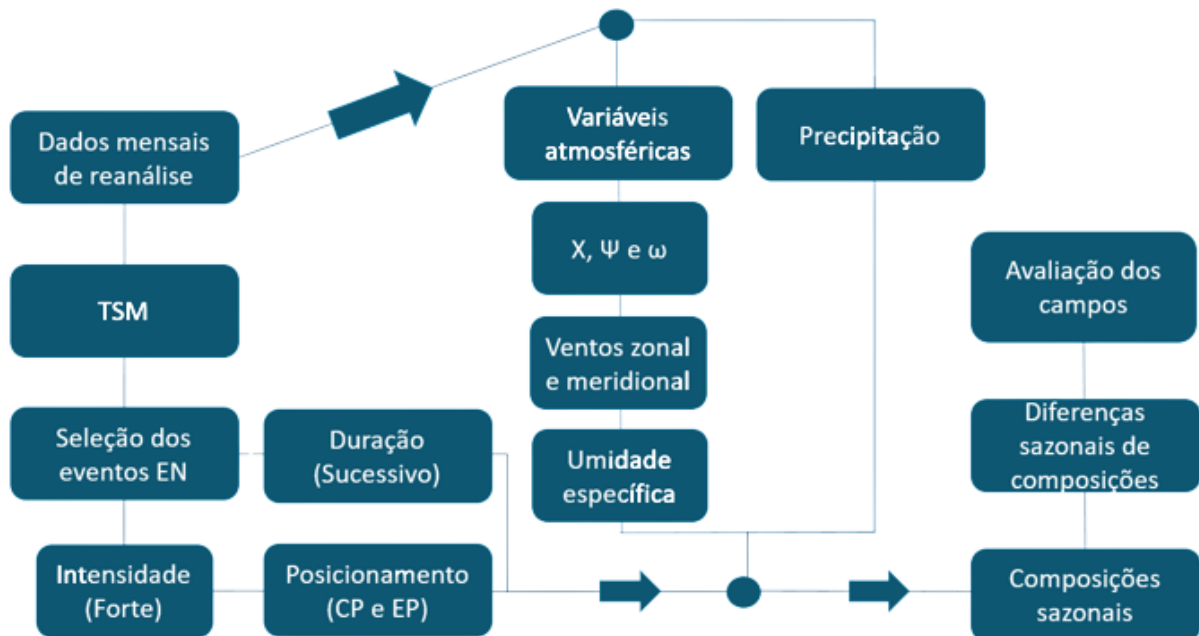 Dados mensais
de reanálise
TSM
Seleção dos
eventos EN
Intensidade
(Forte)
Duração
(Sucessivo)
Posicionamento
(CP e EP)
Variáveis
atmosféricas
Χ, Ψ e ω
Ventos zonal
e meridional
Umidade
específica
Precipitação
Avaliação dos
campos
Diferenças
sazonais de
composições
Composições
sazonais